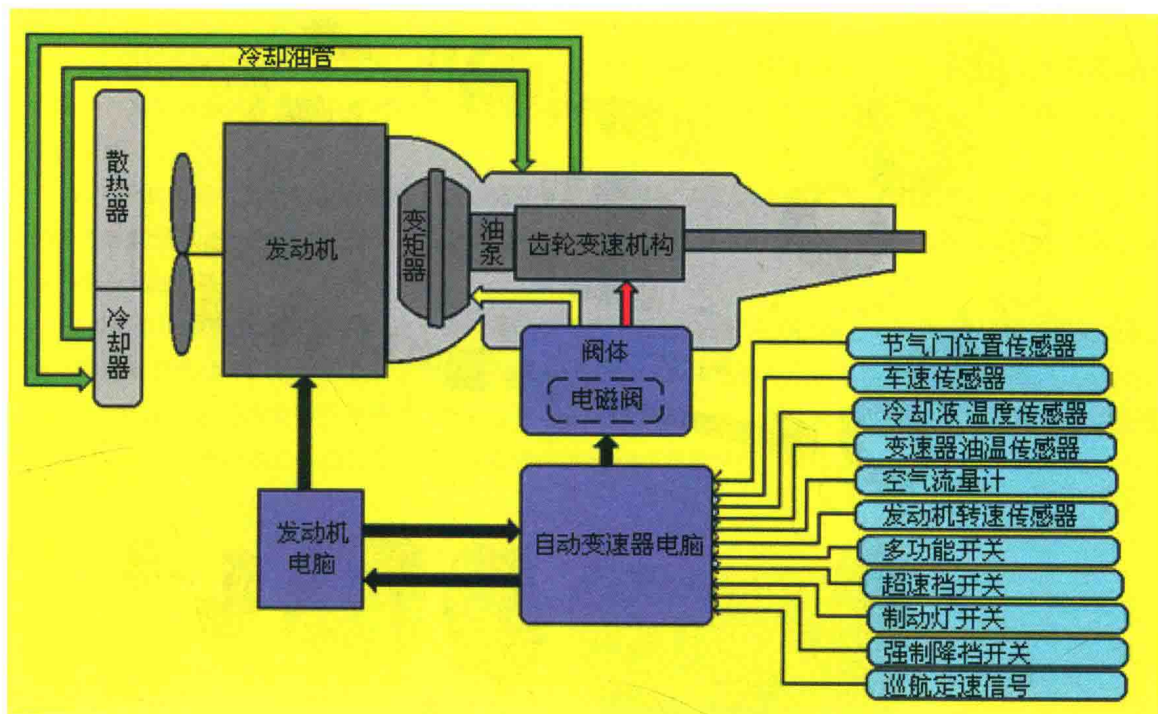 冷却油管
散热器
冷却器
发动机
变矩器
油泵
齿轮变速机构
阀体
电磁阀
发动机
电脑
自动变速器电脑
节气门位置传感器
车速传感器
冷却液温度传感器
变速器油温传感器
空气流量计
发动机转速传感器
多功能开关
超速档开关
制动灯开关
强制降档开关
巡航定速信号